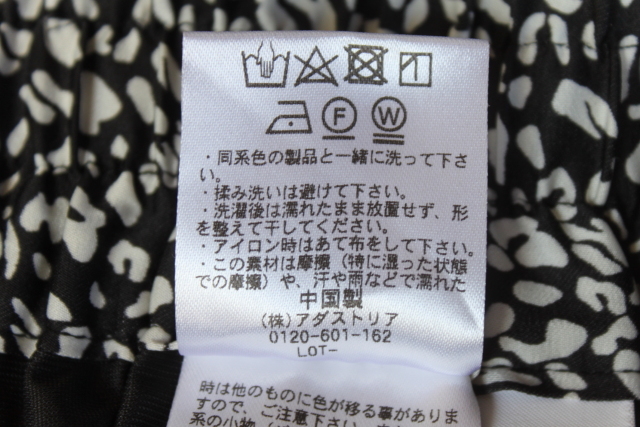 F W
・同系色の製品と一緒に洗って下さ
い。
・揉み洗いは避けて下さい。
・洗濯後は濡れたまま放置せず、形
を整えて干してください。
・アイロン時はあて布をして下さい。
・この素材は摩擦（特に湿った状態
での摩擦）や、汗や雨などで濡れた
中国製
(株)アダストリア
0120-601-162
LOT-
時は他のものに色が移る事がありま
すので、ご注意下さい。
系の小物（